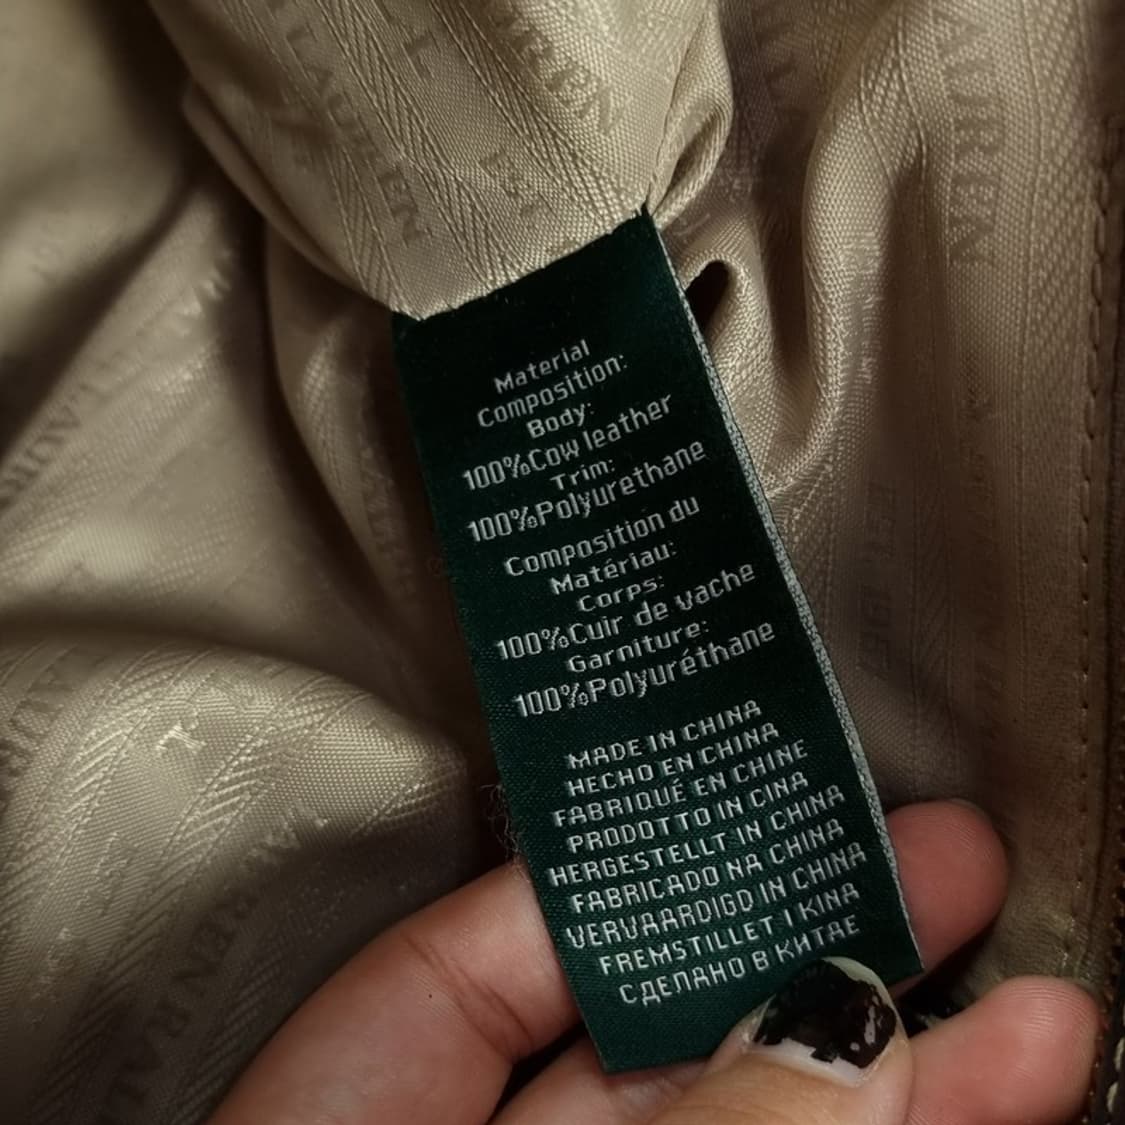 Material
Composition:
Body:
100%Cow leather
Trim:
100%Polyurethane
Composition du
Matériau:
Corps:
100%Cuir de vache
Garniture:
100%Polyuréthane
MADE IN CHINA
HECHO EN CHINA
FABRIQUÉ EN CHINE
PRODOTTO IN CINA
HERGESTELLT IN CHINA
FABRICADO NA CHINA
VERVAARDIGD IN CHINA
FREMSTILLET I KINA
СДЕЛАНО В КИТАЕ
LAUREN
LAUREN